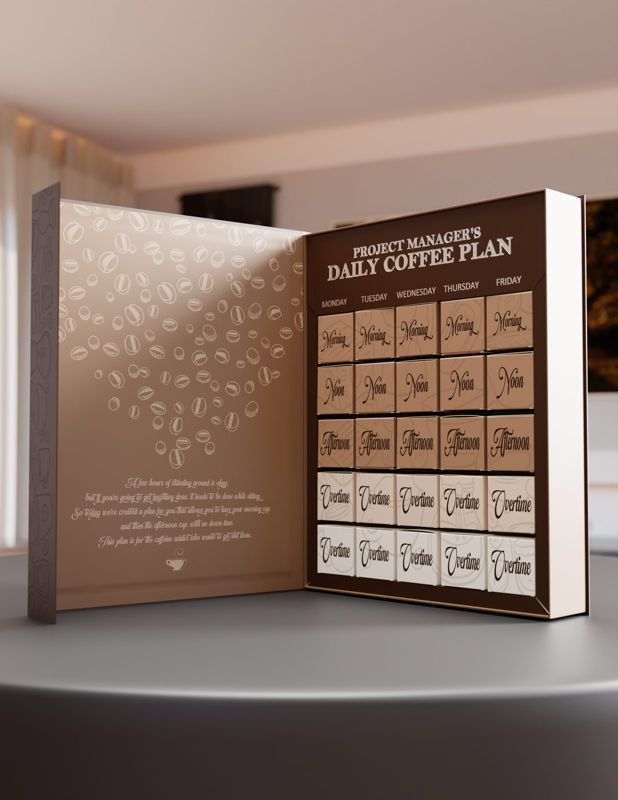 A few hours of standing around is okay,
but if you're going to get anything done, it needs to be done while sitting.
So today we've created a plan for you that allows you to have your morning cup
and then the afternoon cup, with no down time.
This plan is for the caffeine addict who wants to get shit done.
PROJECT MANAGER'S
DAILY COFFEE PLAN
MONDAY TUESDAY WEDNESDAY THURSDAY FRIDAY
Morning Morning Morning Morning Morning
Noon Noon Noon Noon Noon
Afternoon Afternoon Afternoon Afternoon Afternoon
Overtime Overtime Overtime Overtime Overtime
Overtime Overtime Overtime Overtime Overtime